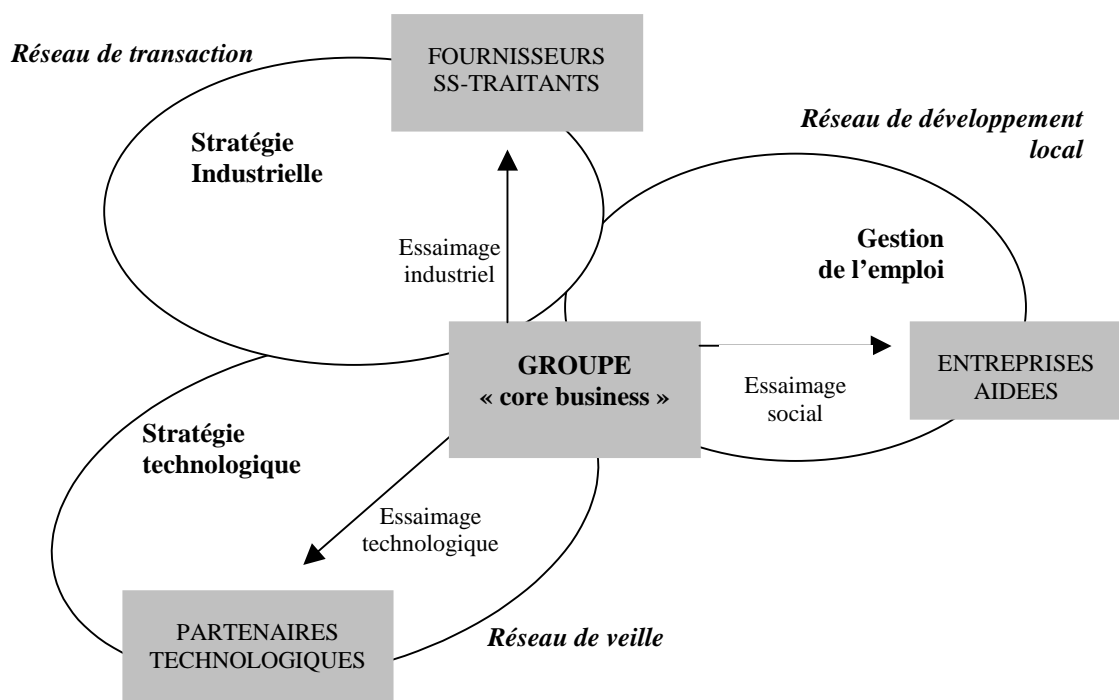 Réseau de transaction
FOURNISSEURS
SS-TRAITANTS
Stratégie
Industrielle
Essaimage
industriel
Réseau de développement
local
Gestion
de l’emploi
GROUPE
« core business »
Essaimage
social
ENTREPRISES
AIDEES
Stratégie
technologique
Essaimage
technologique
PARTENAIRES
TECHNOLOGIQUES
Réseau de veille